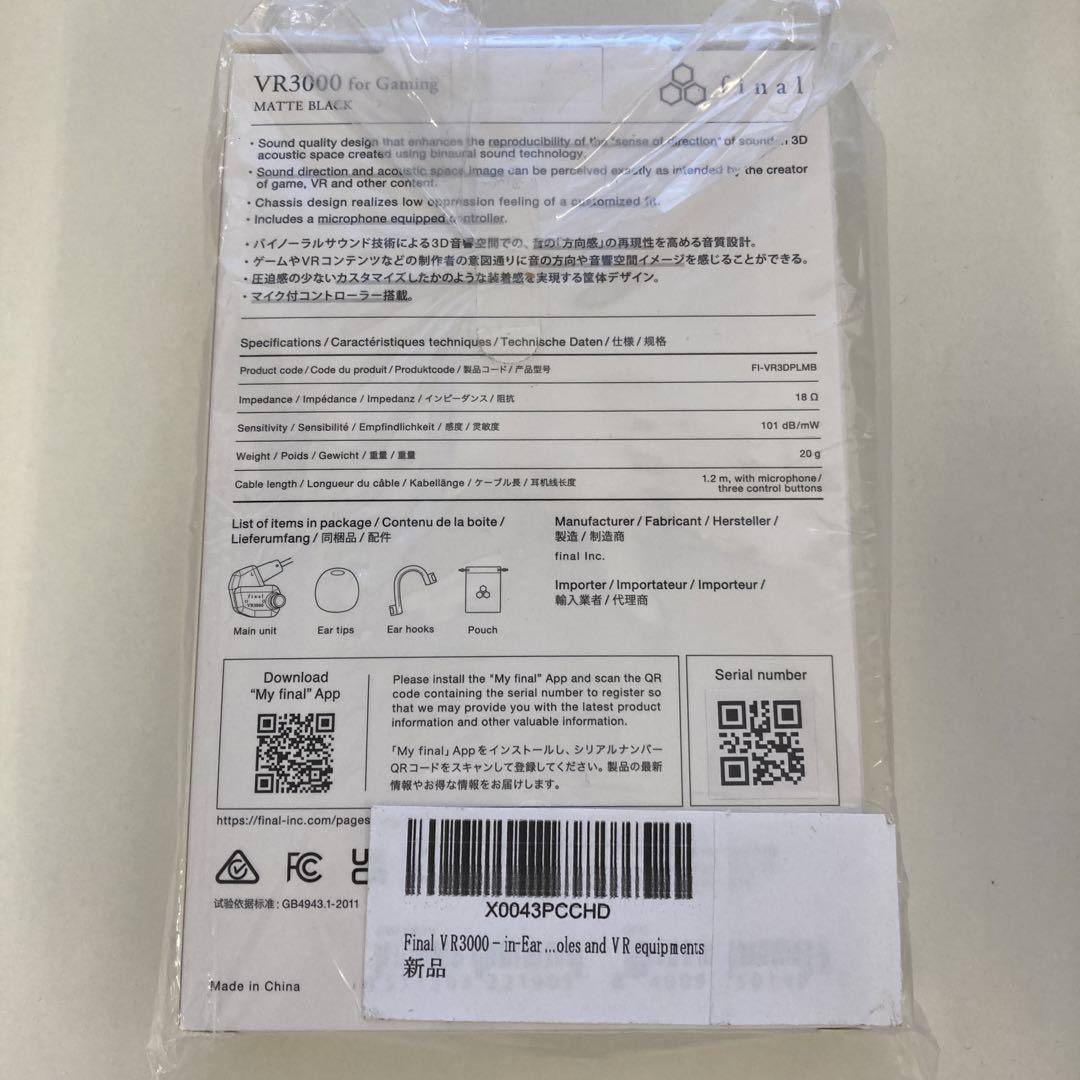 VR3000 for Gaming
MATTE BLACK
final
・Sound quality design that enhances the reproducibility of the "sense of direction" of sound in 3D
acoustic space created using binaural sound technology.
・Sound direction and acoustic space image can be perceived exactly as intended by the creator
of game, VR and other content.
・Chassis design realizes low oppression feeling of a customized fit.
・Includes a microphone equipped controller.
・バイノーラルサウンド技術による3D音響空間での、音の「方向感」の再現性を高める音質設計。
・ゲームやVRコンテンツなどの制作者の意図通りに音の方向や音響空間イメージを感じることができる。
・圧迫感の少ないカスタマイズしたかのような装着感を実現する筐体デザイン。
・マイク付コントローラー搭載。
Specifications / Caractéristiques techniques / Technische Daten / 仕様 / 规格
Product code / Code du produit / Produktcode / 製品コード / 产品型号 FI-VR3DPLMB
Impedance / Impédance / Impedanz / インピーダンス / 阻抗 18 Ω
Sensitivity / Sensibilité / Empfindlichkeit / 感度 / 灵敏度 101 dB/mW
Weight / Poids / Gewicht / 重量 / 重量 20 g
Cable length / Longueur du câble / Kabellänge / ケーブル長 / 耳机线长度 1.2 m, with microphone/
three control buttons
List of items in package / Contenu de la boite /
Lieferumfang / 同梱品 / 配件
final
VR3000
Main unit
Ear tips
Ear hooks
Pouch
Manufacturer / Fabricant / Hersteller /
製造 / 制造商
final Inc.
Importer / Importateur / Importeur /
輸入業者 / 代理商
Download
"My final" App
Please install the "My final" App and scan the QR
code containing the serial number to register so
that we may provide you with the latest product
information and other valuable information.
「My final」Appをインストールし、シリアルナンバー
QRコードをスキャンして登録してください。製品の最新
情報やお得な情報をお届けします。
Serial number
https://final-inc.com/pages
FC
试验依据标准: GB4943.1-2011
Made in China
X0043PCCHD
Final VR3000 - in-Ear ...oles and VR equipments
新品